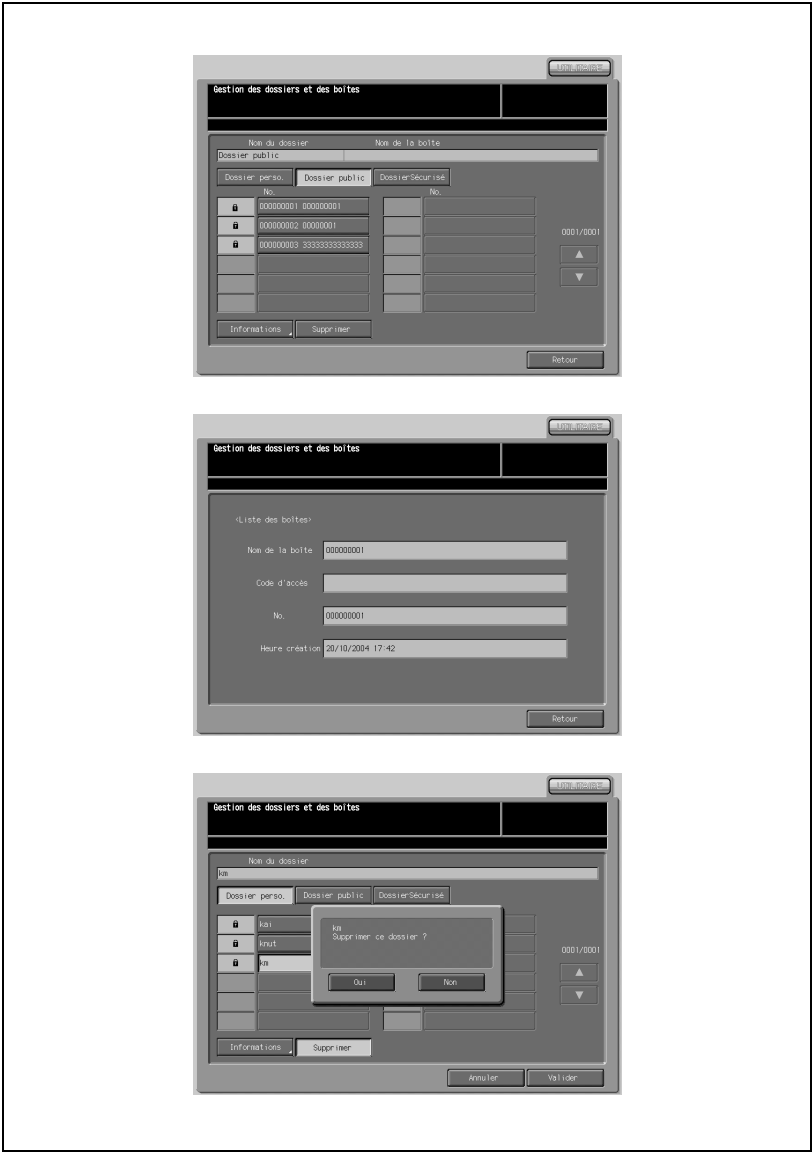 UTILITAIRE
Gestion des dossiers et des boîtes
Nom du dossier Nom de la boîte
Dossier public
Dossier perso. Dossier public DossierSécurisé
No. No.
000000001 000000001
000000002 00000001
000000003 33333333333333
0001/0001
Informations Supprimer
Retour
UTILITAIRE
Gestion des dossiers et des boîtes
<Liste des boîtes>
Nom de la boîte 000000001
Code d'accès
No. 000000001
Heure création 20/10/2004 17:42
Retour
UTILITAIRE
Gestion des dossiers et des boîtes
Nom du dossier
km
Dossier perso. Dossier public DossierSécurisé
kai
knut
km
km
Supprimer ce dossier ?
Oui Non
0001/0001
Informations Supprimer
Annuler Valider